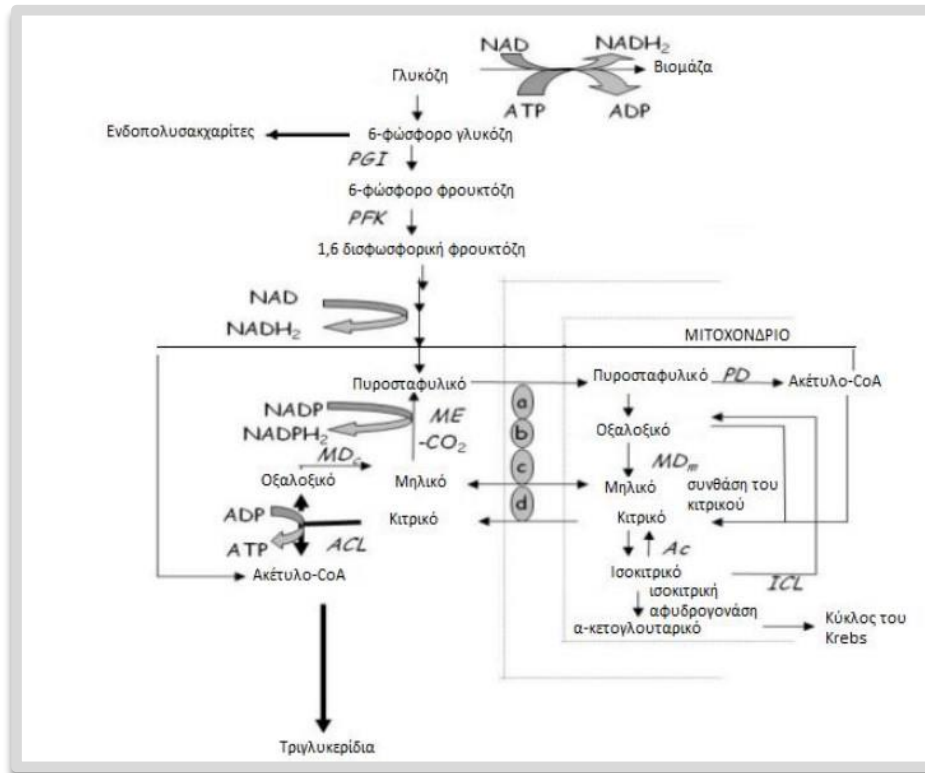 NAD NADH₂
Γλυκόζη Βιομάζα
ATP ADP
Ενδοπολυσακχαρίτες 6-φώσφορο γλυκόζη
PGI
6-φώσφορο φρουκτόζη
PFK
1,6 δισφωσφορική φρουκτόζη
NAD
NADH₂
ΜΙΤΟΧΟΝΔΡΙΟ
Πυροσταφυλικό Πυροσταφυλικό PD Ακέτυλο-CoA
a
NADP ME
NADPH₂ -CO₂
b Οξαλοξικό
MDc MDm
Οξαλοξικό Μηλικό c Μηλικό συνθάση του
κιτρικού
d
ADP Κιτρικό Κιτρικό
ATP ACL Ac
Ακέτυλο-CoA Ισοκιτρικό ICL
ισοκιτρική
αφυδρογονάση
α-κετογλουταρικό Κύκλος του
Krebs
Τριγλυκερίδια